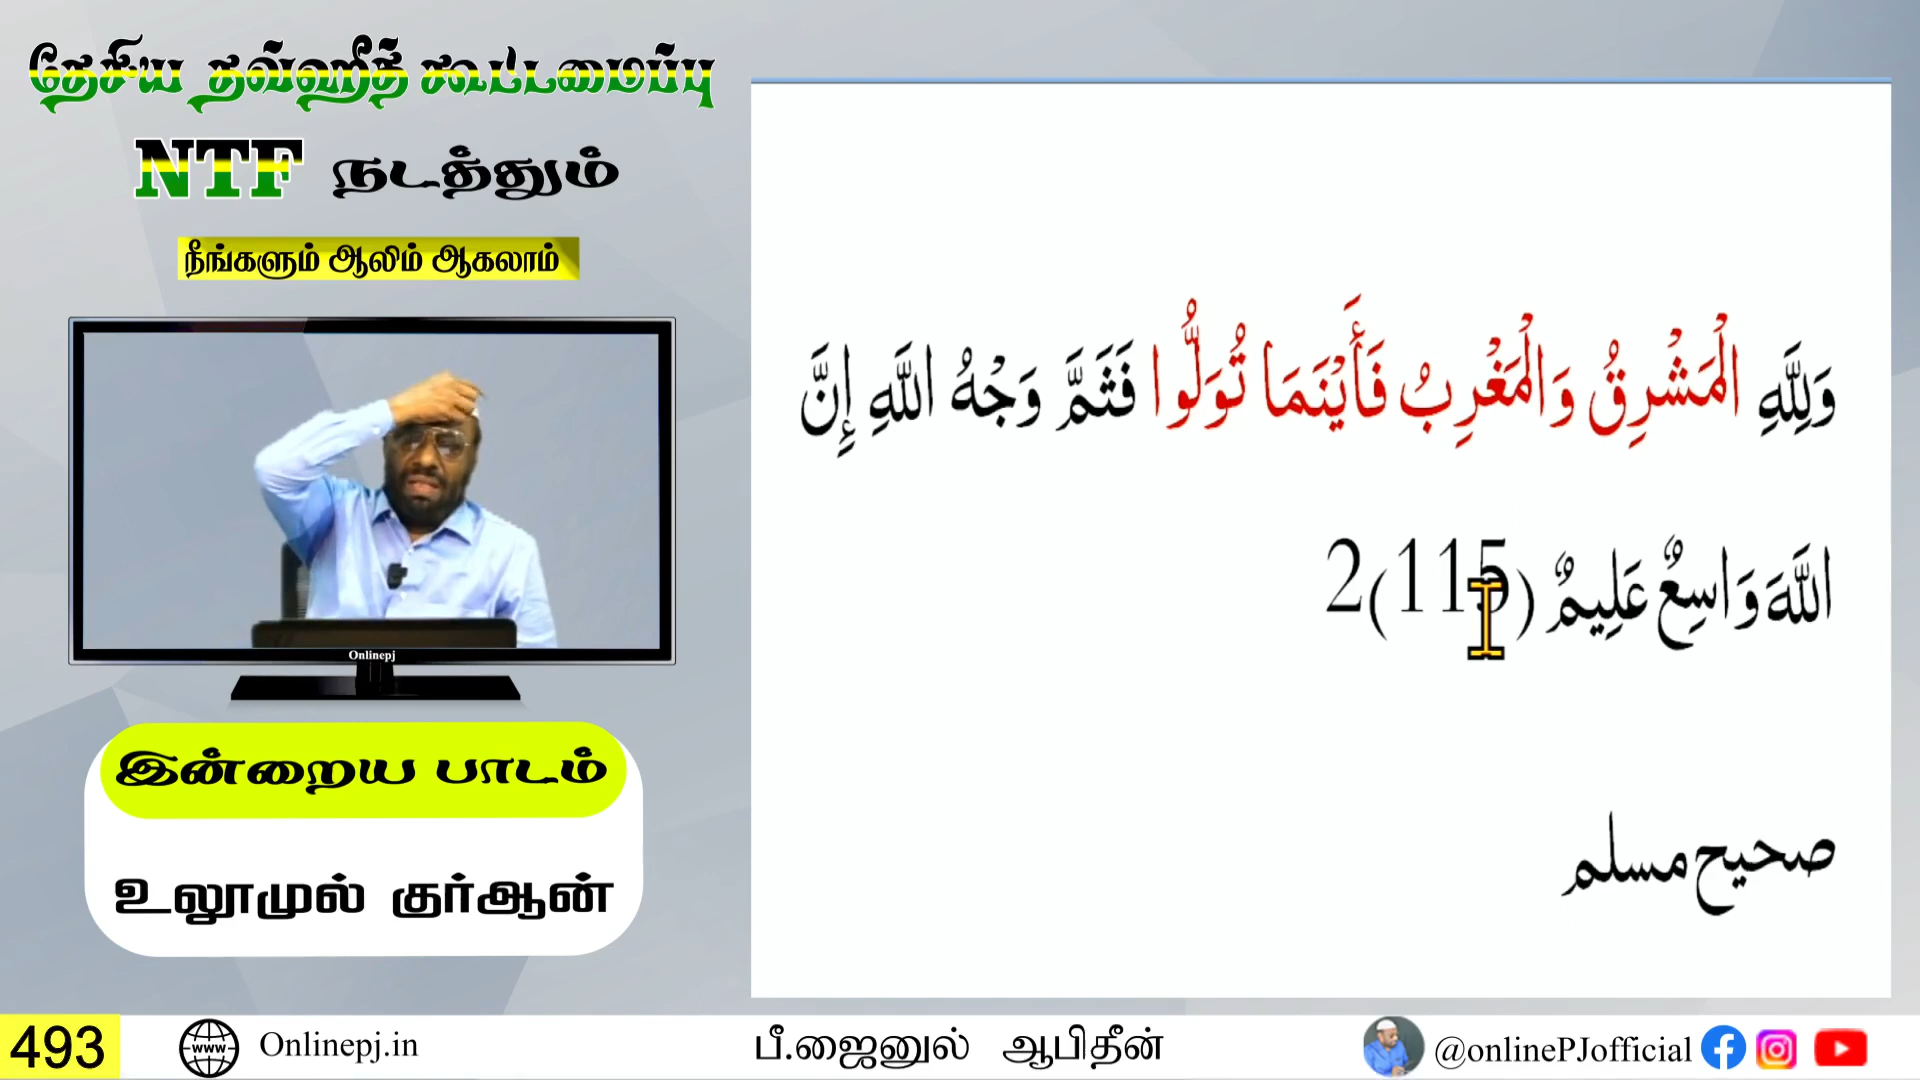 தேசிய தவ்ஹீத் கூட்டமைப்பு
NTF நடத்தும்
நீங்களும் ஆலிம் ஆகலாம்
Onlinepj
இன்றைய பாடம்
உலூமுல் குர்ஆன்
وَلِلَّهِ الْمَشْرِقُ وَالْمَغْرِبُ فَأَيْنَمَا تُوَلُّوا فَثَمَّ وَجْهُ اللَّهِ إِنَّ
اللَّهَ وَاسِعٌ عَلِيمٌ (115)2
صحيح مسلم
493
www
Onlinepj.in
பீ.ஜைனுல் ஆபிதீன்
@onlinePJofficial